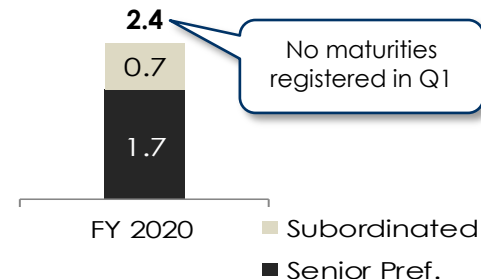 2.4
No maturities
registered in Q1
0.7
1.7
FY 2020
Subordinated
Senior Pref.